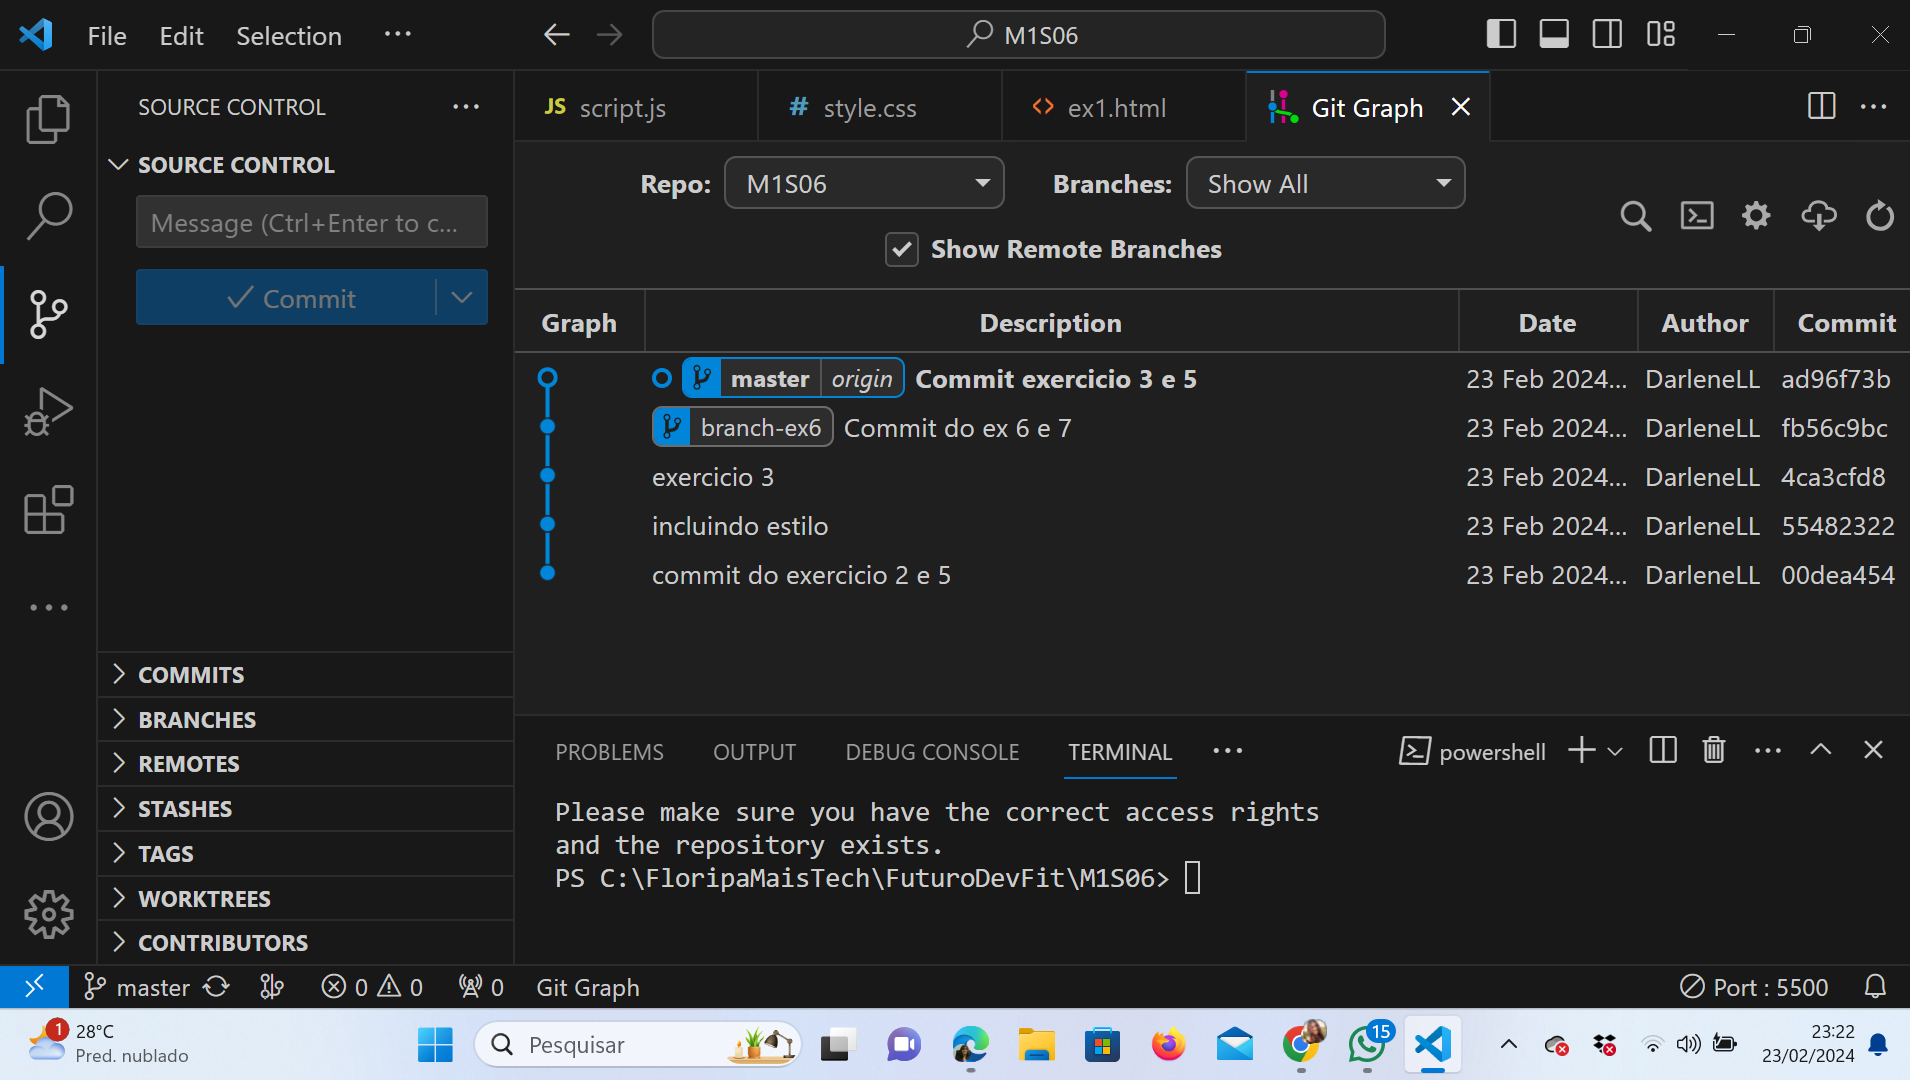 File Edit Selection ... M1S06
SOURCE CONTROL ...
JS script.js # style.css <> ex1.html Git Graph ...
SOURCE CONTROL
Message (Ctrl+Enter to c...
Commit
Repo: M1S06 Branches: Show All
Show Remote Branches
Graph Description Date Author Commit
master origin Commit exercicio 3 e 5 23 Feb 2024... DarleneLL ad96f73b
branch-ex6 Commit do ex 6 e 7 23 Feb 2024... DarleneLL fb56c9bc
exercicio 3 23 Feb 2024... DarleneLL 4ca3cfd8
incluindo estilo 23 Feb 2024... DarleneLL 55482322
commit do exercicio 2 e 5 23 Feb 2024... DarleneLL 00dea454
COMMITS
BRANCHES
REMOTES
STASHES
TAGS
WORKTREES
CONTRIBUTORS
PROBLEMS OUTPUT DEBUG CONSOLE TERMINAL ... powershell ...
Please make sure you have the correct access rights
and the repository exists.
PS C:\FloripaMaisTech\FuturoDevFit\M1S06>
master 0 0 0 Git Graph Port : 5500
1 28°C
Pred. nublado
Pesquisar
15
23:22
23/02/2024